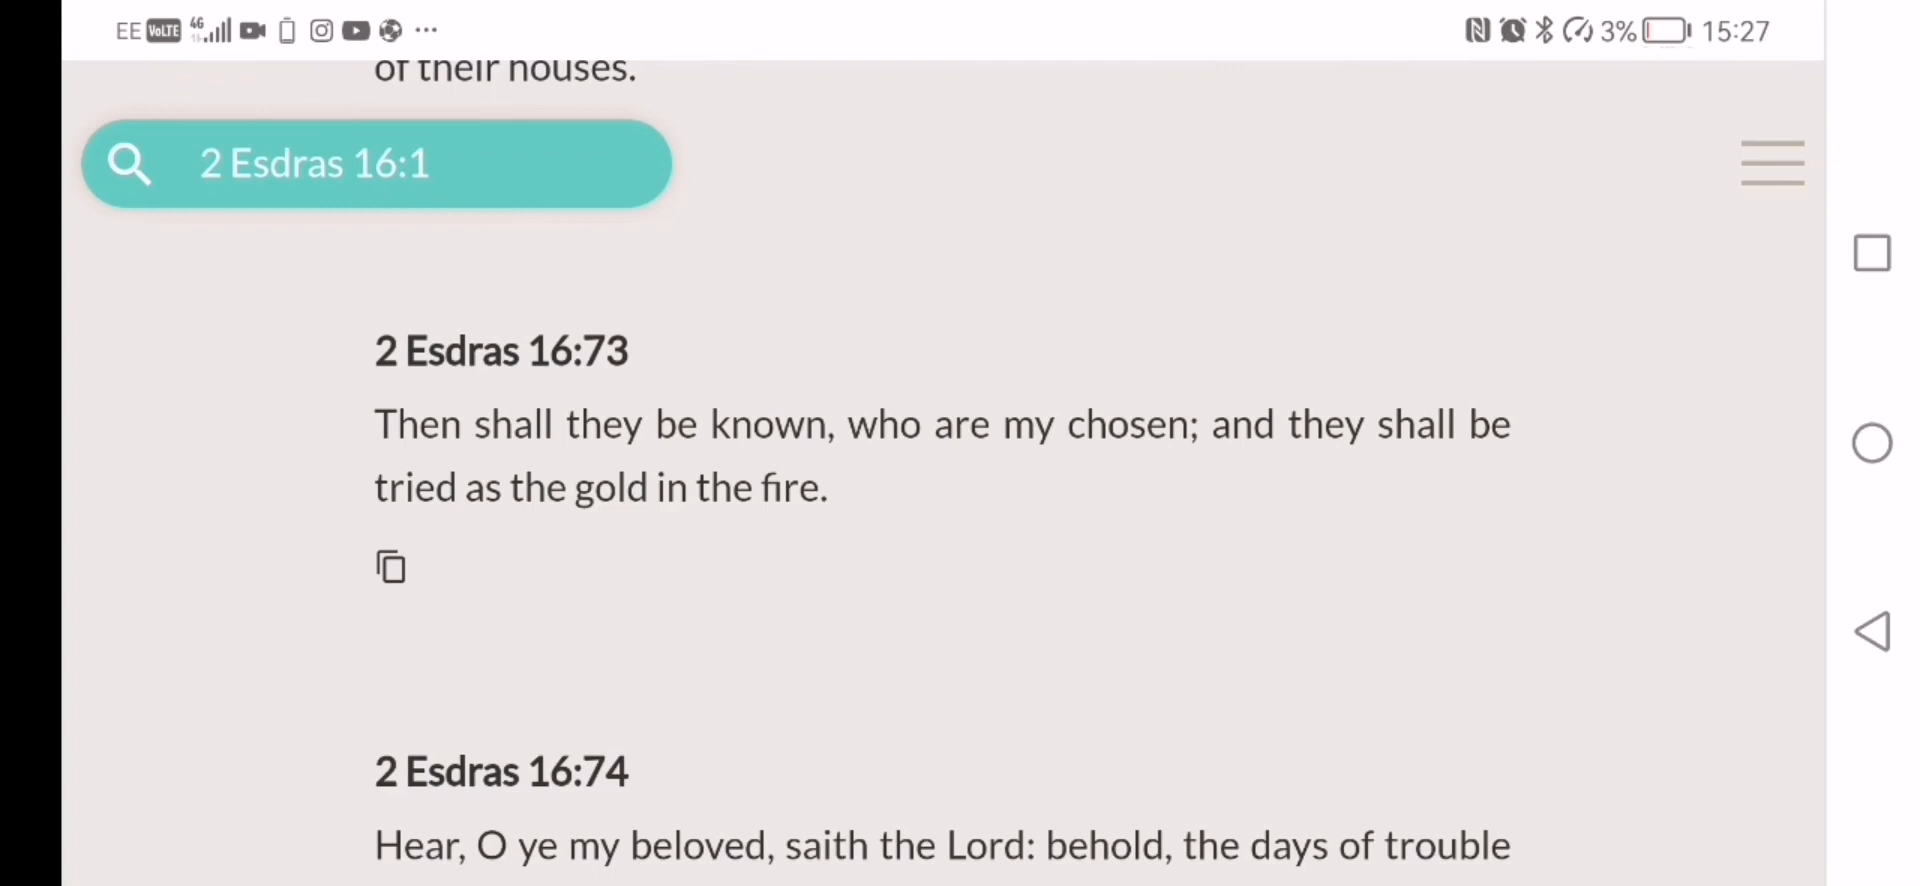 EE VoLTE 4G 3% 15:27
of their houses.
2 Esdras 16:1
2 Esdras 16:73
Then shall they be known, who are my chosen; and they shall be
tried as the gold in the fire.
2 Esdras 16:74
Hear, O ye my beloved, saith the Lord: behold, the days of trouble